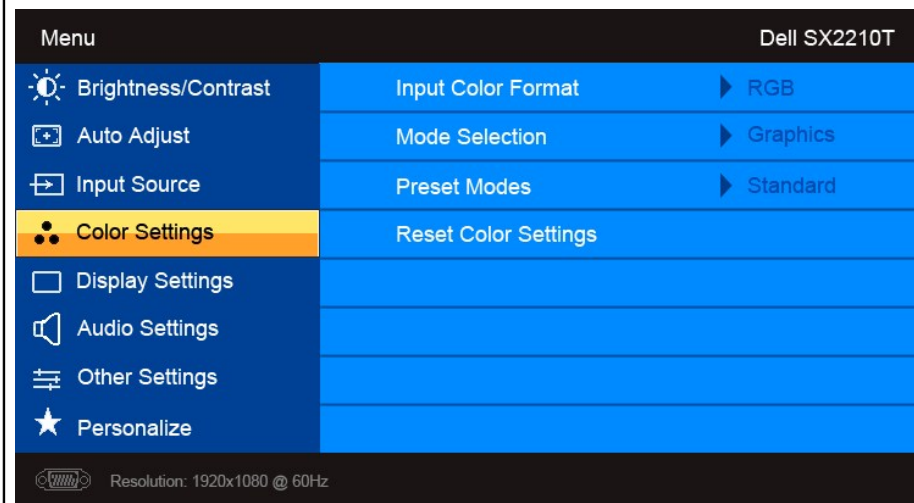 Menu
Dell SX2210T
Brightness/Contrast
Input Color Format
RGB
Auto Adjust
Mode Selection
Graphics
Input Source
Preset Modes
Standard
Color Settings
Reset Color Settings
Display Settings
Audio Settings
Other Settings
Personalize
Resolution: 1920x1080 @ 60Hz